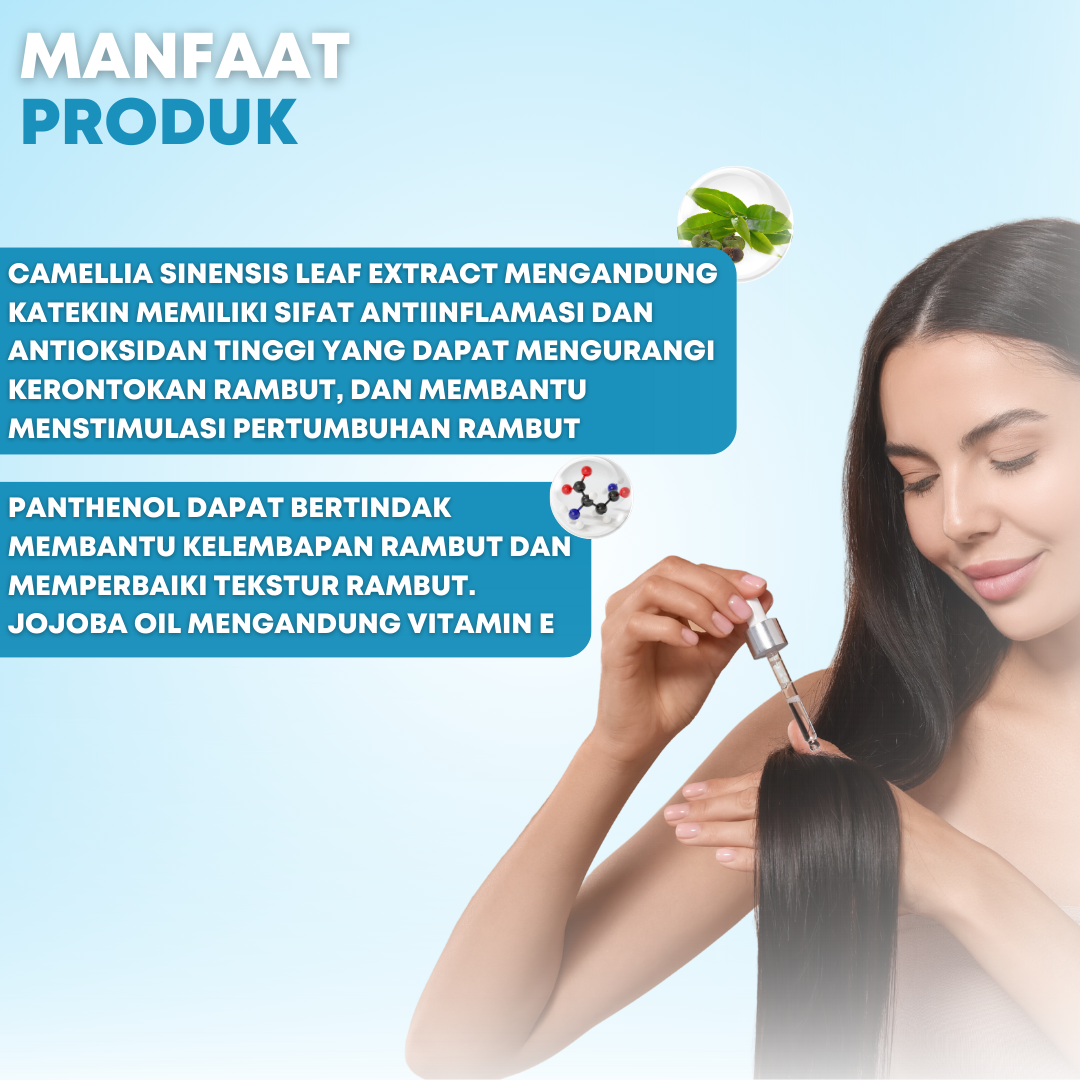 MANFAAT
PRODUK
CAMELLIA SINENSIS LEAF EXTRACT MENGANDUNG
KATEKIN MEMILIKI SIFAT ANTIINFLAMASI DAN
ANTIOKSIDAN TINGGI YANG DAPAT MENGURANGI
KERONTOKAN RAMBUT, DAN MEMBANTU
MENSTIMULASI PERTUMBUHAN RAMBUT
PANTHENOL DAPAT BERTINDAK
MEMBANTU KELEMBAPAN RAMBUT DAN
MEMPERBAIKI TEKSTUR RAMBUT.
JOJOBA OIL MENGANDUNG VITAMIN E